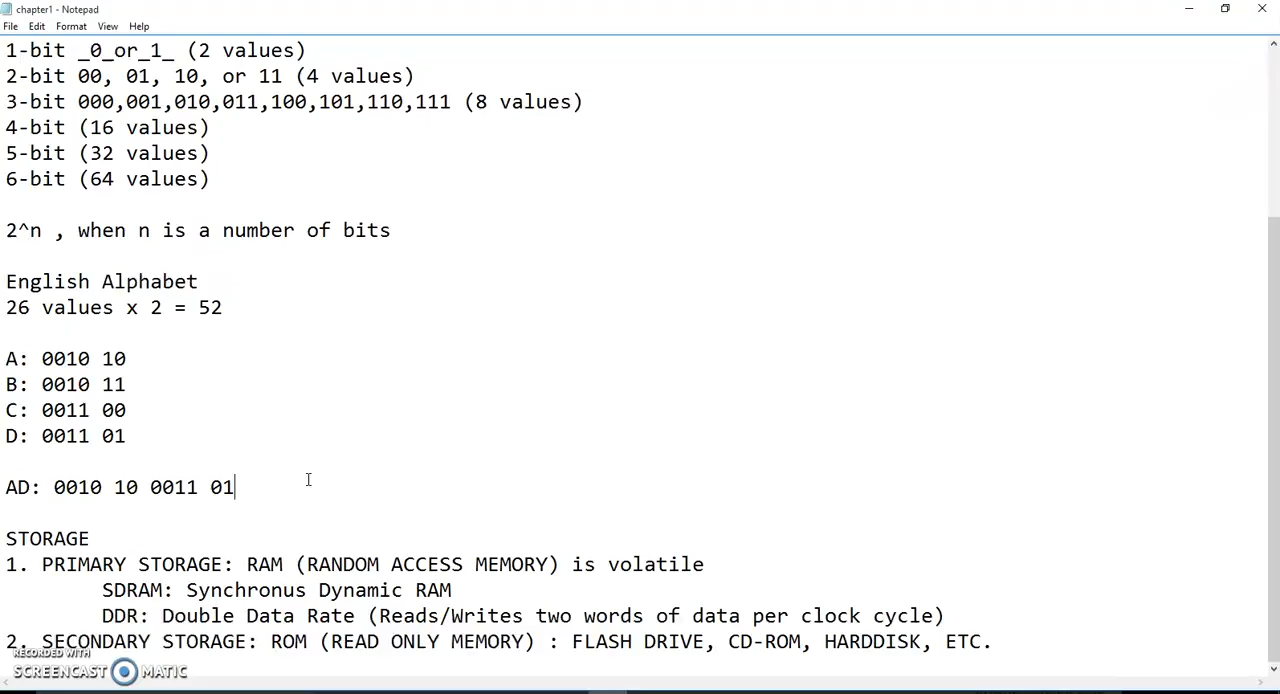 chapter1 - Notepad
File Edit Format View Help
1-bit _0_or_1_ (2 values)
2-bit 00, 01, 10, or 11 (4 values)
3-bit 000,001,010,011,100,101,110,111 (8 values)
4-bit (16 values)
5-bit (32 values)
6-bit (64 values)
2^n , when n is a number of bits
English Alphabet
26 values x 2 = 52
A: 0010 10
B: 0010 11
C: 0011 00
D: 0011 01
AD: 0010 10 0011 01
STORAGE
1. PRIMARY STORAGE: RAM (RANDOM ACCESS MEMORY) is volatile
SDRAM: Synchronus Dynamic RAM
DDR: Double Data Rate (Reads/Writes two words of data per clock cycle)
2. SECONDARY STORAGE: ROM (READ ONLY MEMORY) : FLASH DRIVE, CD-ROM, HARDDISK, ETC.
RECORDED WITH
SCREENCAST MATIC